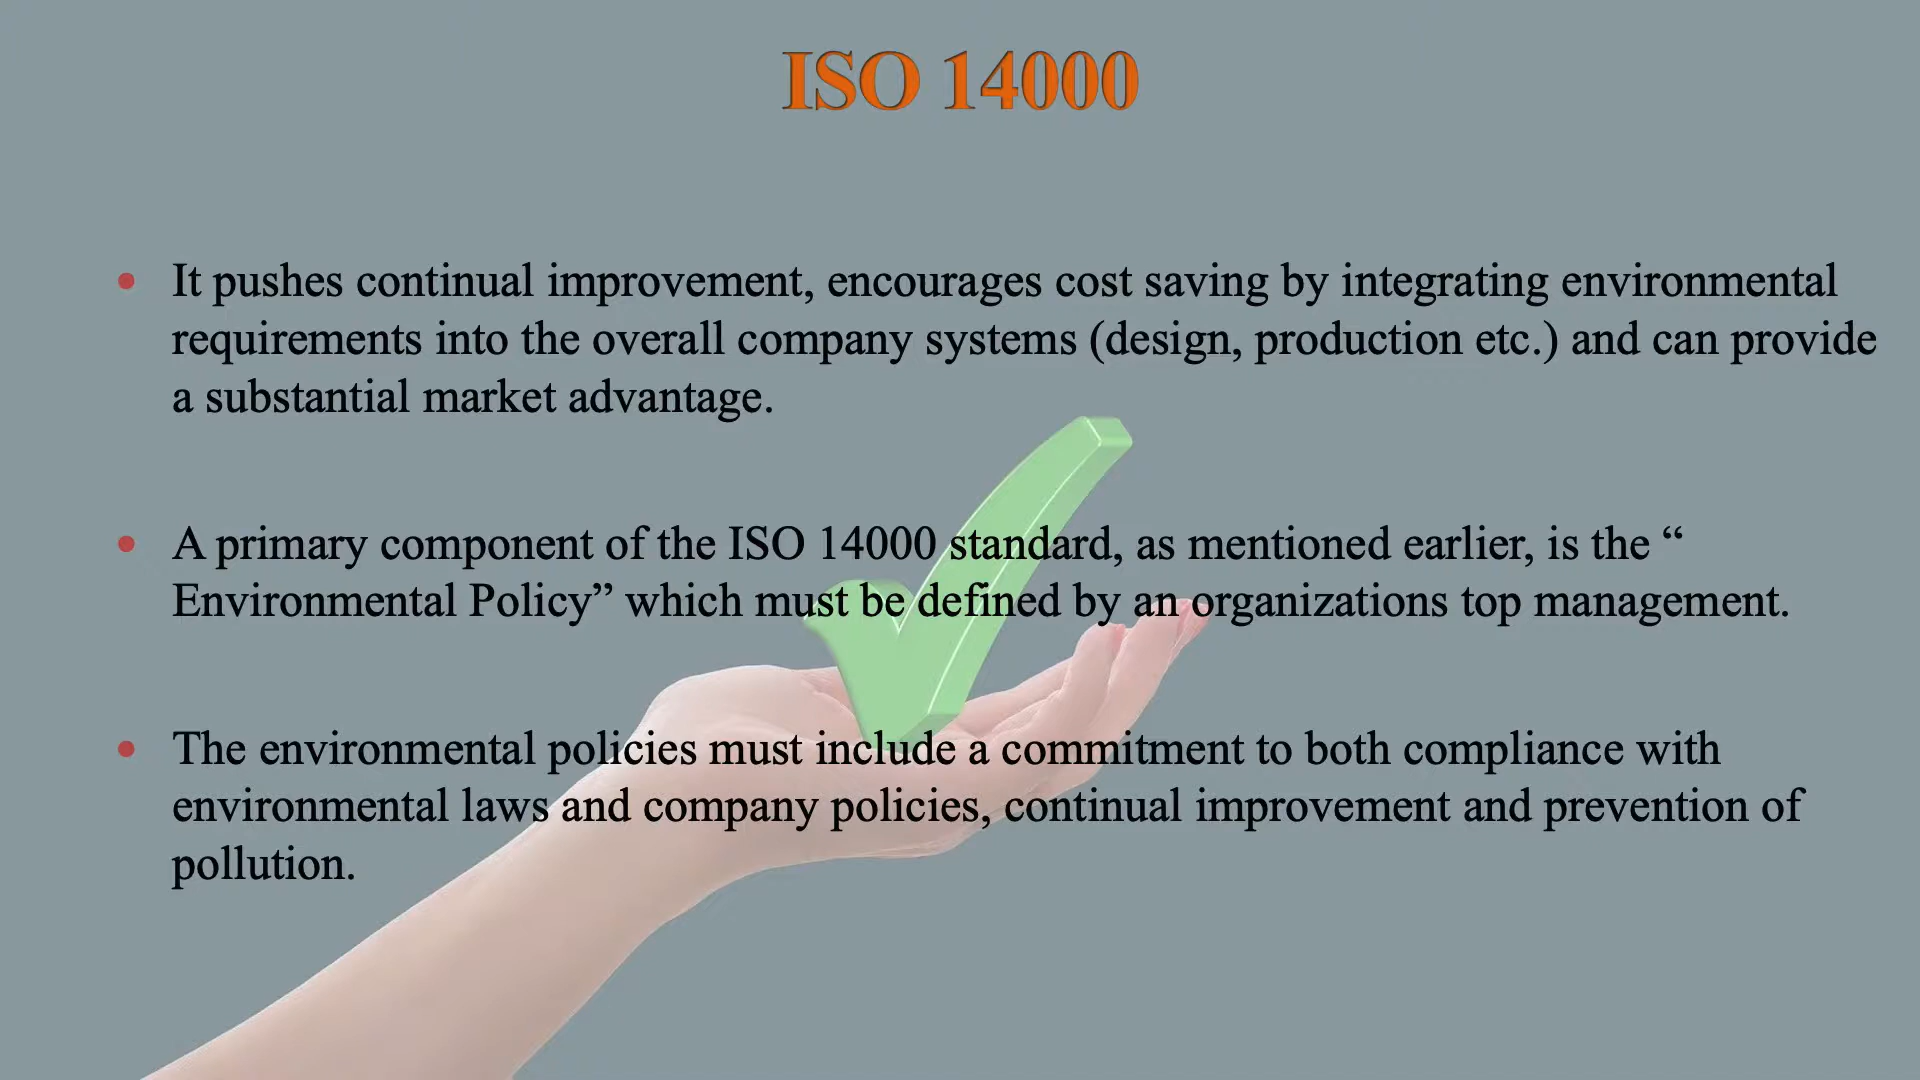 ISO 14000
• It pushes continual improvement, encourages cost saving by integrating environmental
requirements into the overall company systems (design, production etc.) and can provide
a substantial market advantage.
• A primary component of the ISO 14000 standard, as mentioned earlier, is the “
Environmental Policy” which must be defined by an organizations top management.
• The environmental policies must include a commitment to both compliance with
environmental laws and company policies, continual improvement and prevention of
pollution.